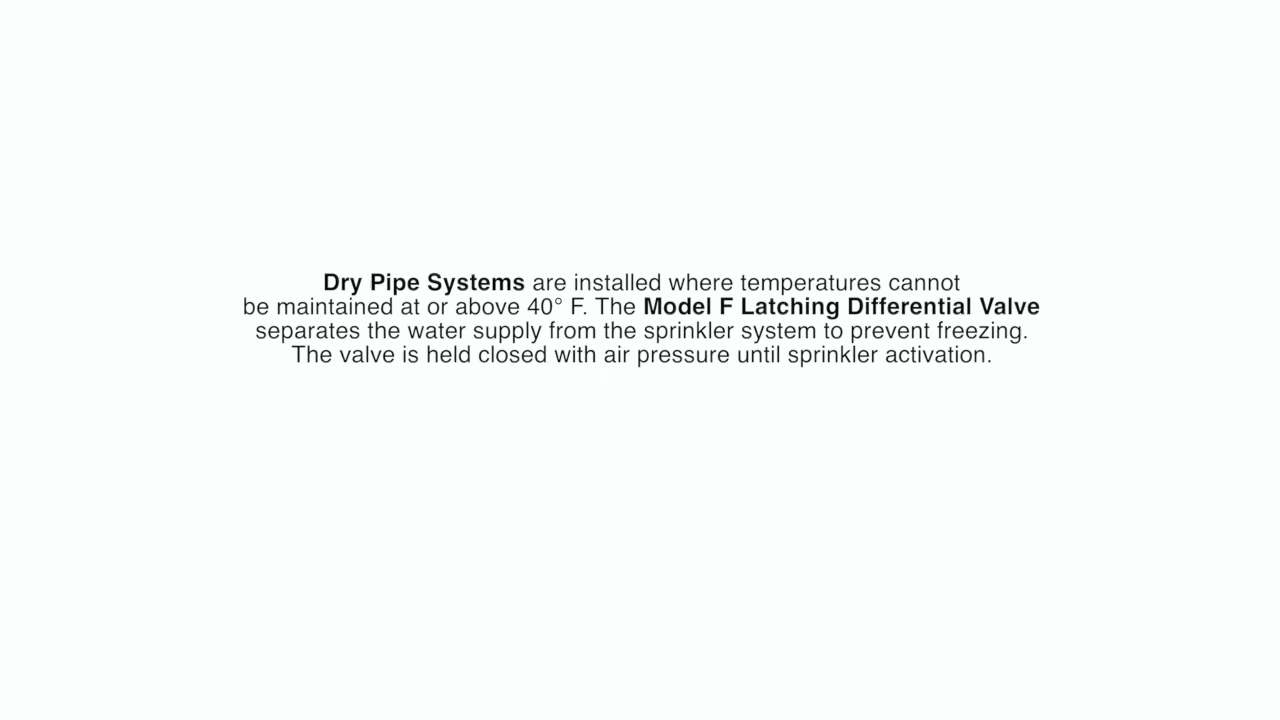 Dry Pipe Systems are installed where temperatures cannot
be maintained at or above 40° F. The Model F Latching Differential Valve
separates the water supply from the sprinkler system to prevent freezing.
The valve is held closed with air pressure until sprinkler activation.